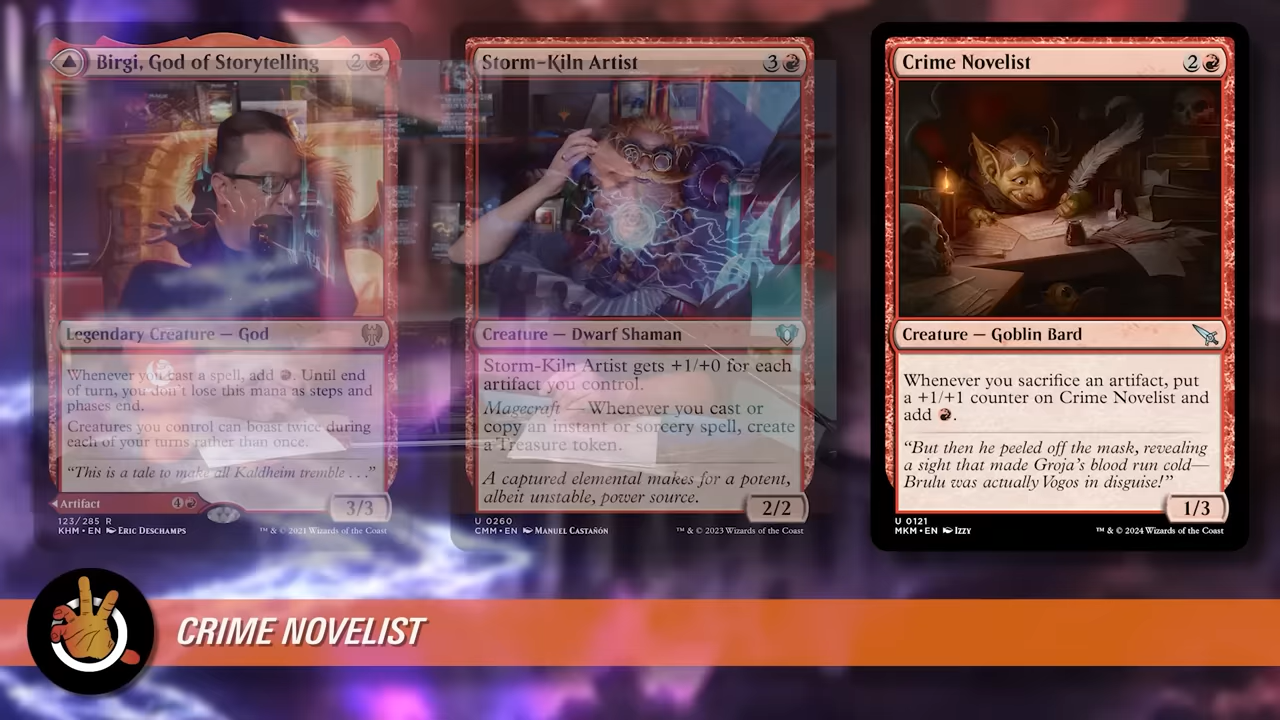 Birgi, God of Storytelling 2
Legendary Creature — God
Whenever you cast a spell, add . Until end
of turn, you don't lose this mana as steps and
phases end.
Creatures you control can boast twice during
each of your turns rather than once.
"This is a tale to make all Kaldheim tremble . . ."
Artifact 4
3/3
123/285 R
KHM • EN Eric Deschamps
™ & © 2021 Wizards of the Coast
Storm-Kiln Artist 3
Creature — Dwarf Shaman
Storm-Kiln Artist gets +1/+0 for each
artifact you control.
Magecraft — Whenever you cast or
copy an instant or sorcery spell, create
a Treasure token.
A captured elemental makes for a potent,
albeit unstable, power source.
2/2
U 0260
CMM • EN Manuel Castañón
™ & © 2023 Wizards of the Coast
Crime Novelist 2
Creature — Goblin Bard
Whenever you sacrifice an artifact, put
a +1/+1 counter on Crime Novelist and
add .
"But then he peeled off the mask, revealing
a sight that made Groja's blood run cold—
Brulu was actually Vogos in disguise!"
1/3
U 0121
MKM • EN Izzy
™ & © 2024 Wizards of the Coast
CRIME NOVELIST